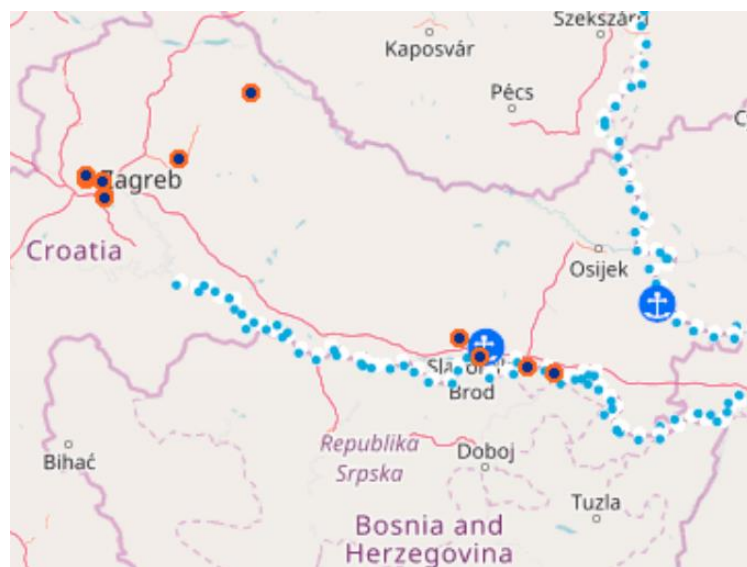 Szekszárd
Kaposvár
Pécs
Zagreb
Croatia
Osijek
Brod
Republika
Srpska
Bihać
Doboj
Tuzla
Bosnia and
Herzegovina